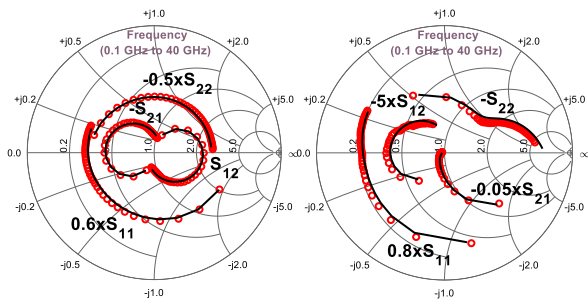 +j1.0
+j0.5
+j2.0
Frequency
(0.1 GHz to 40 GHz)
-0.5xS22
+j0.2
-S21
+j5.0
0.0
0.2
1.0
2.0
5.0
∞
S12
-j0.2
-j5.0
0.6xS11
-j0.5
-j2.0
-j1.0
+j1.0
+j0.5
+j2.0
Frequency
(0.1 GHz to 40 GHz)
-5xS12
-S22
+j0.2
+j5.0
0.0
0.2
1.0
2.0
5.0
∞
-0.05xS21
-j0.2
-j5.0
0.8xS11
-j0.5
-j2.0
-j1.0